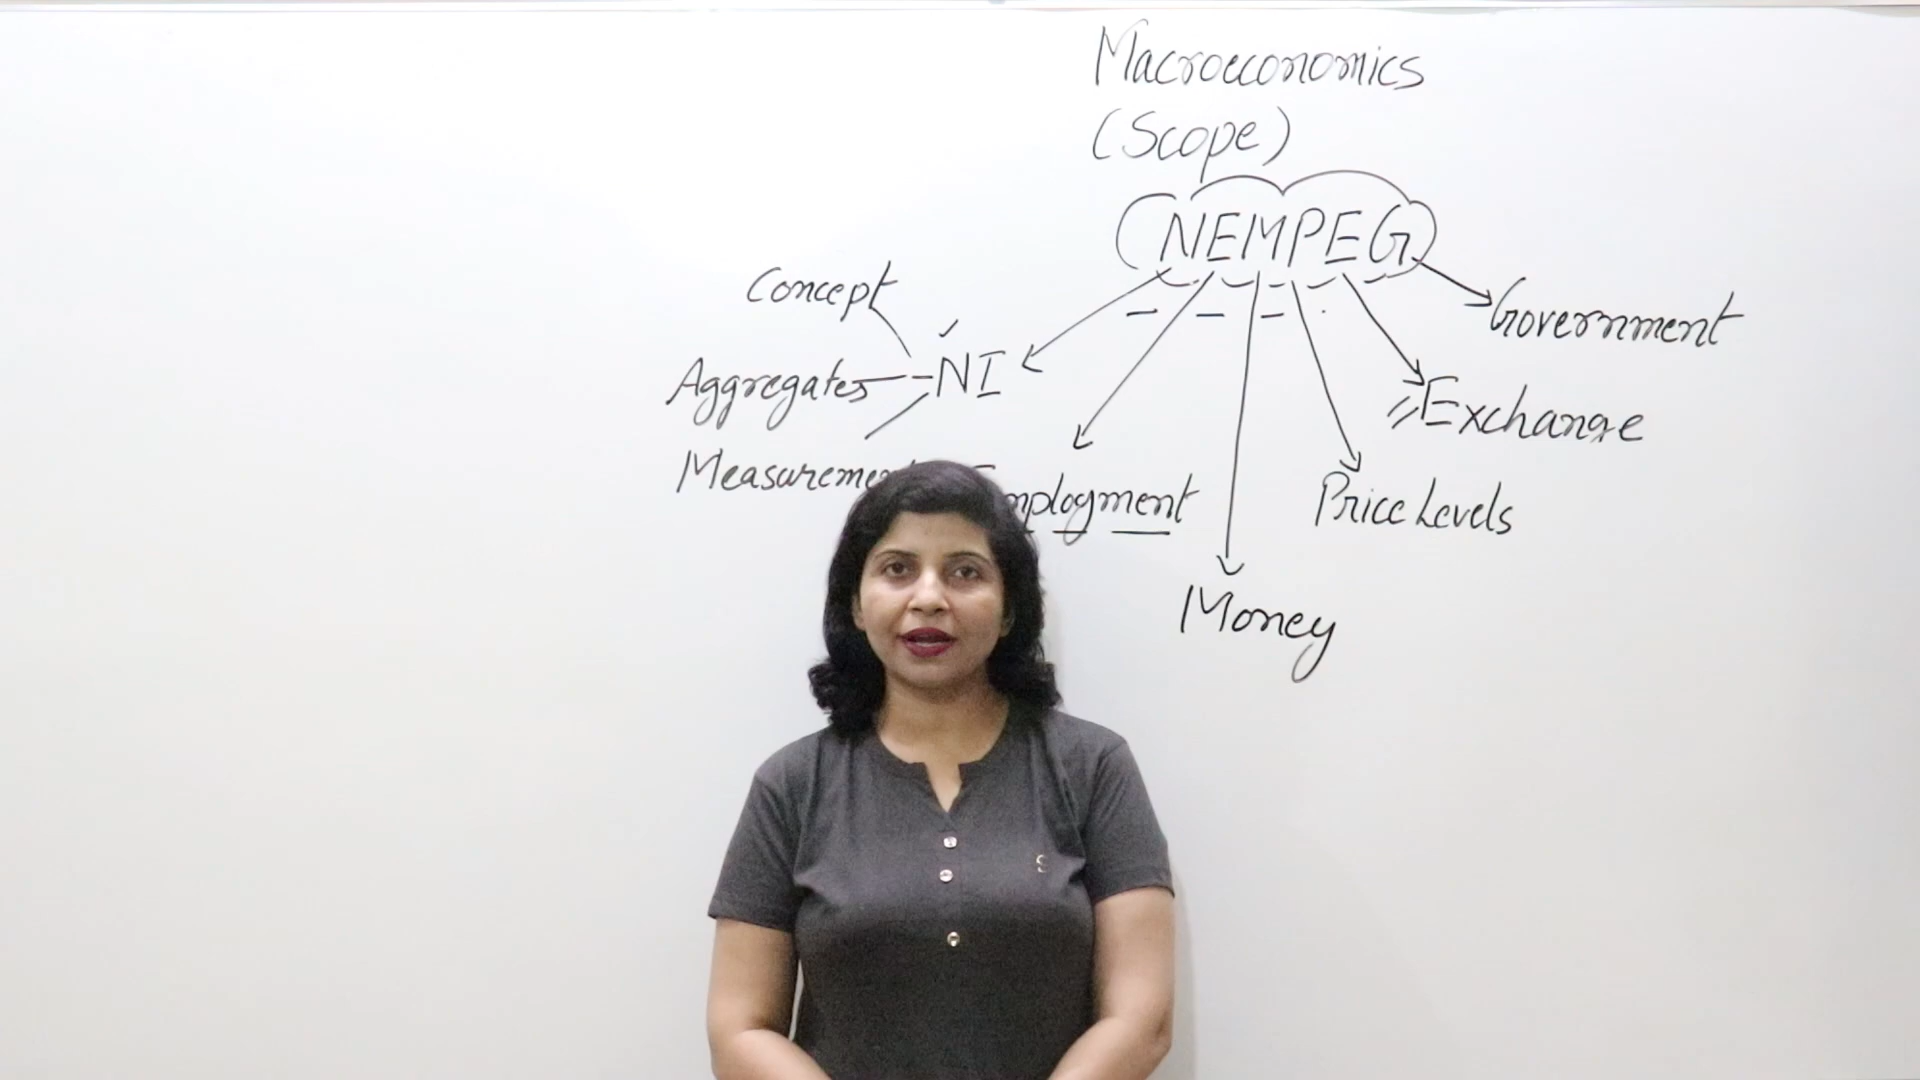 Macroeconomics
(Scope)
NEMPEG
Concept
Government
Aggregates
NI
Exchange
Price Levels
Money
S